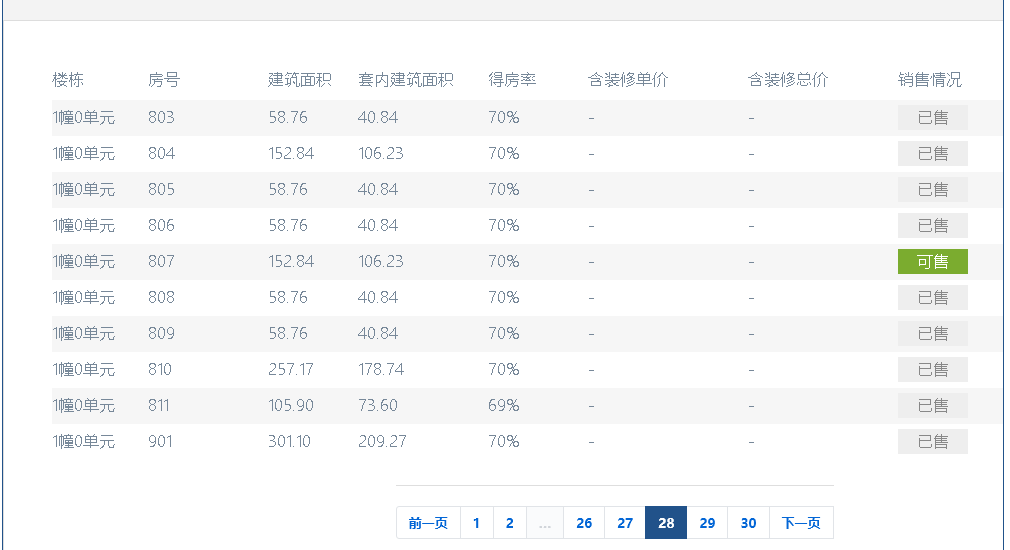 楼栋 房号 建筑面积 套内建筑面积 得房率 含装修单价 含装修总价 销售情况
1幢0单元 803 58.76 40.84 70% - - 已售
1幢0单元 804 152.84 106.23 70% - - 已售
1幢0单元 805 58.76 40.84 70% - - 已售
1幢0单元 806 58.76 40.84 70% - - 已售
1幢0单元 807 152.84 106.23 70% - - 可售
1幢0单元 808 58.76 40.84 70% - - 已售
1幢0单元 809 58.76 40.84 70% - - 已售
1幢0单元 810 257.17 178.74 70% - - 已售
1幢0单元 811 105.90 73.60 69% - - 已售
1幢0单元 901 301.10 209.27 70% - - 已售
前一页 1 2 ... 26 27 28 29 30 下一页